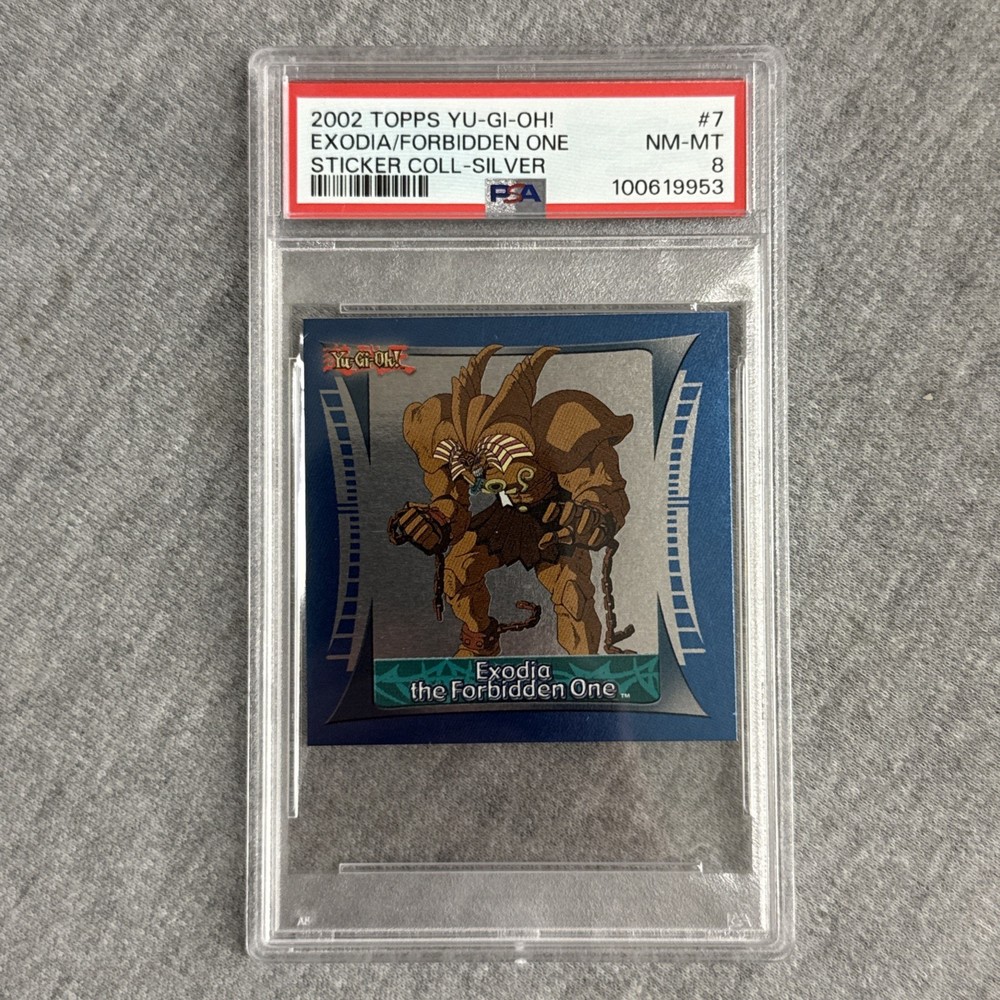 2002 TOPPS YU-GI-OH! #7
EXODIA/FORBIDDEN ONE NM-MT
STICKER COLL-SILVER 8
PSA 100619953
Yu-Gi-Oh!
Exodia
the Forbidden One™